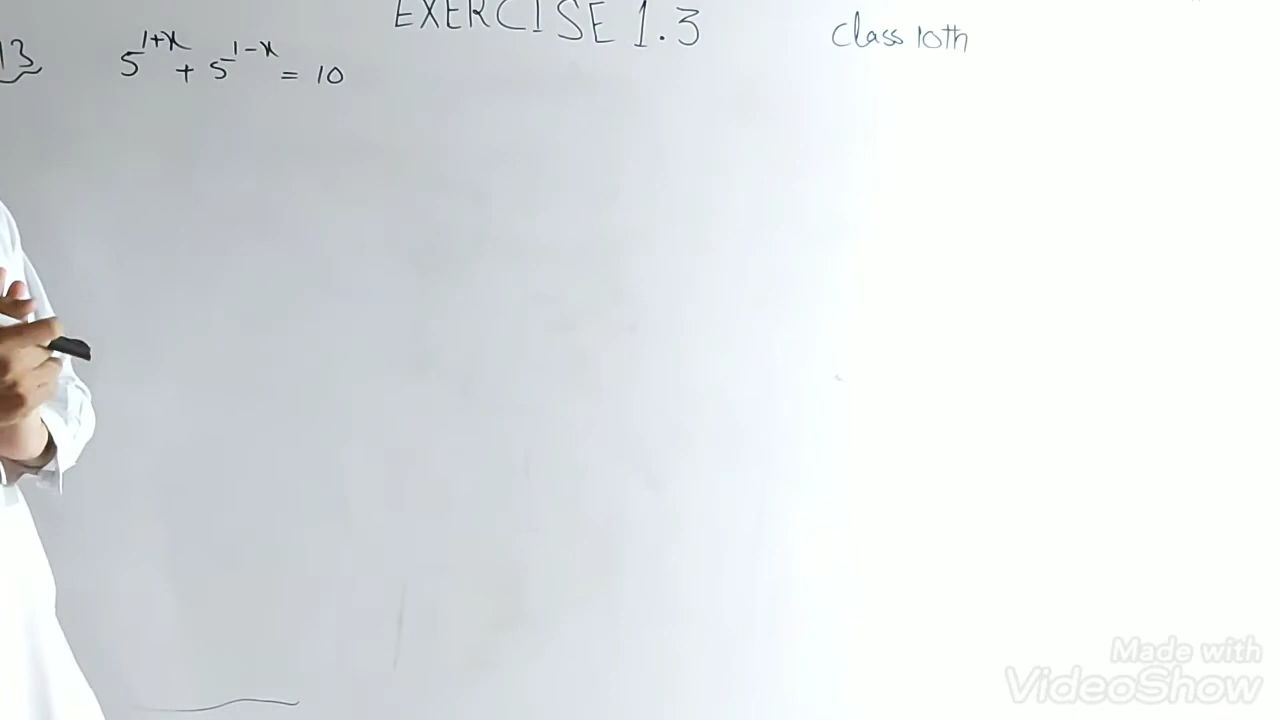 EXERCISE 1.3
Class 10th
13
5^{1+x} + 5^{1-x} = 10
Made with
VideoShow